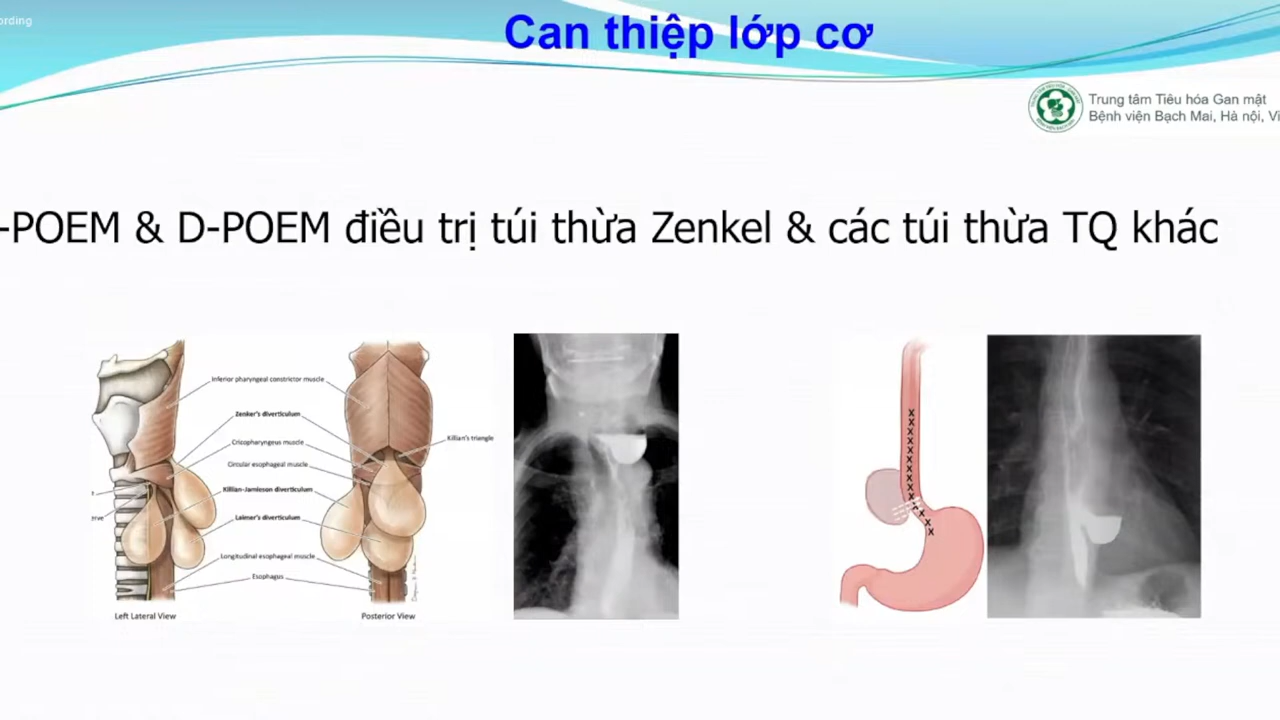 ording
Can thiệp lớp cơ
Trung tâm Tiêu hóa Gan mật
Bệnh viện Bạch Mai, Hà nội, Vi
-POEM & D-POEM điều trị túi thừa Zenkel & các túi thừa TQ khác
Inferior pharyngeal constrictor muscle
Zenker's diverticulum
Cricopharyngeus muscle
Killian's triangle
Circular esophageal muscle
Killian-Jamieson diverticulum
e
erve
Laimer's diverticulum
Longitudinal esophageal muscle
Esophagus
Left Lateral View
Posterior View
x
x
x
x
x
x
x
x
x
x
x
x
x
x